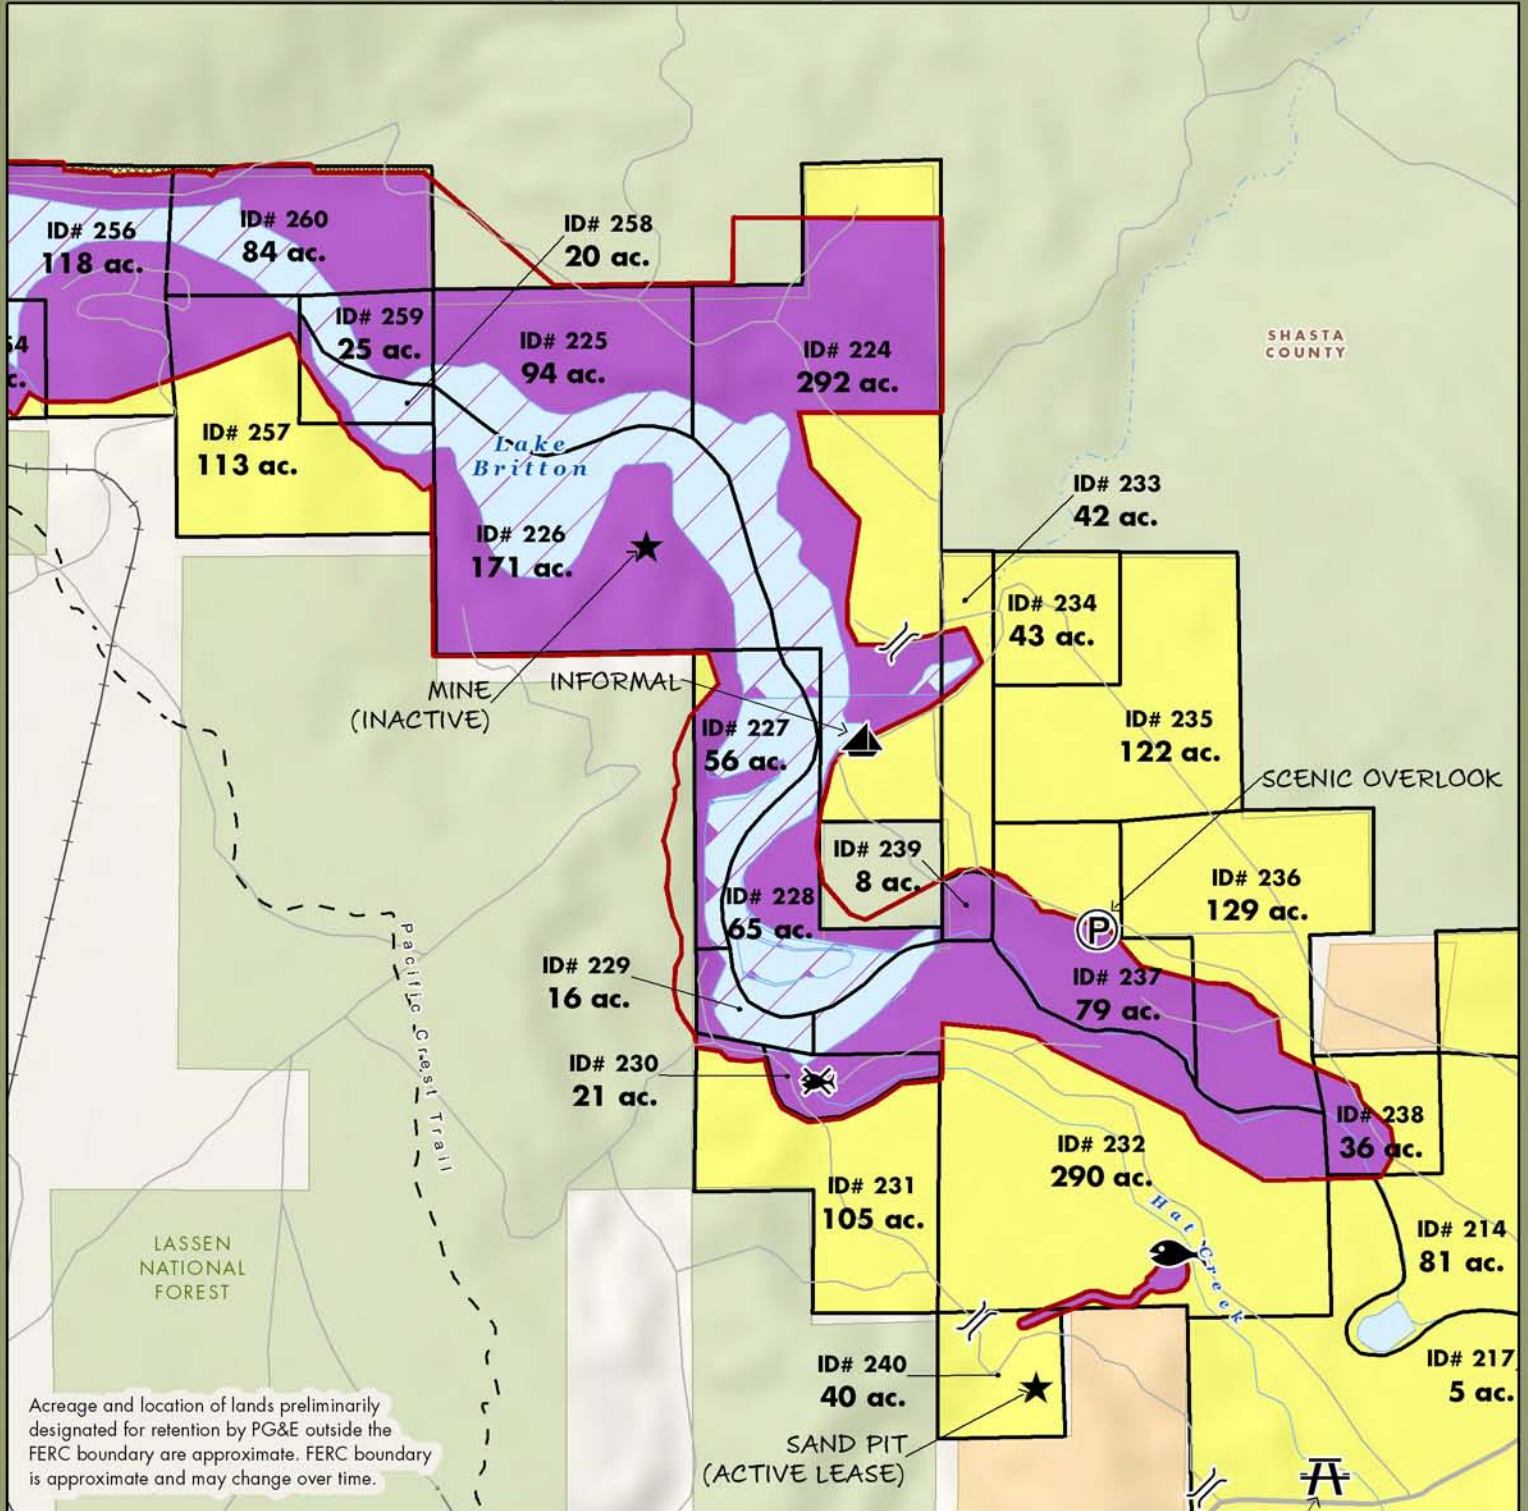 ID# 256
118 ac.
ID# 260
84 ac.
ID# 258
20 ac.
ID# 259
25 ac.
ID# 225
94 ac.
ID# 224
292 ac.
SHASTA
COUNTY
54
c.
ID# 257
113 ac.
Lake
Britton
ID# 226
171 ac.
ID# 233
42 ac.
ID# 234
43 ac.
MINE
(INACTIVE)
INFORMAL
ID# 227
56 ac.
ID# 235
122 ac.
SCENIC OVERLOOK
ID# 239
8 ac.
ID# 228
65 ac.
ID# 236
129 ac.
P
ID# 229
16 ac.
ID# 237
79 ac.
Pacific Crest Trail
ID# 230
21 ac.
ID# 238
36 ac.
ID# 232
290 ac.
ID# 231
105 ac.
Hat Creek
ID# 214
81 ac.
LASSEN
NATIONAL
FOREST
ID# 240
40 ac.
ID# 217
5 ac.
SAND PIT
(ACTIVE LEASE)
Acreage and location of lands preliminarily
designated for retention by PG&E outside the
FERC boundary are approximate. FERC boundary
is approximate and may change over time.